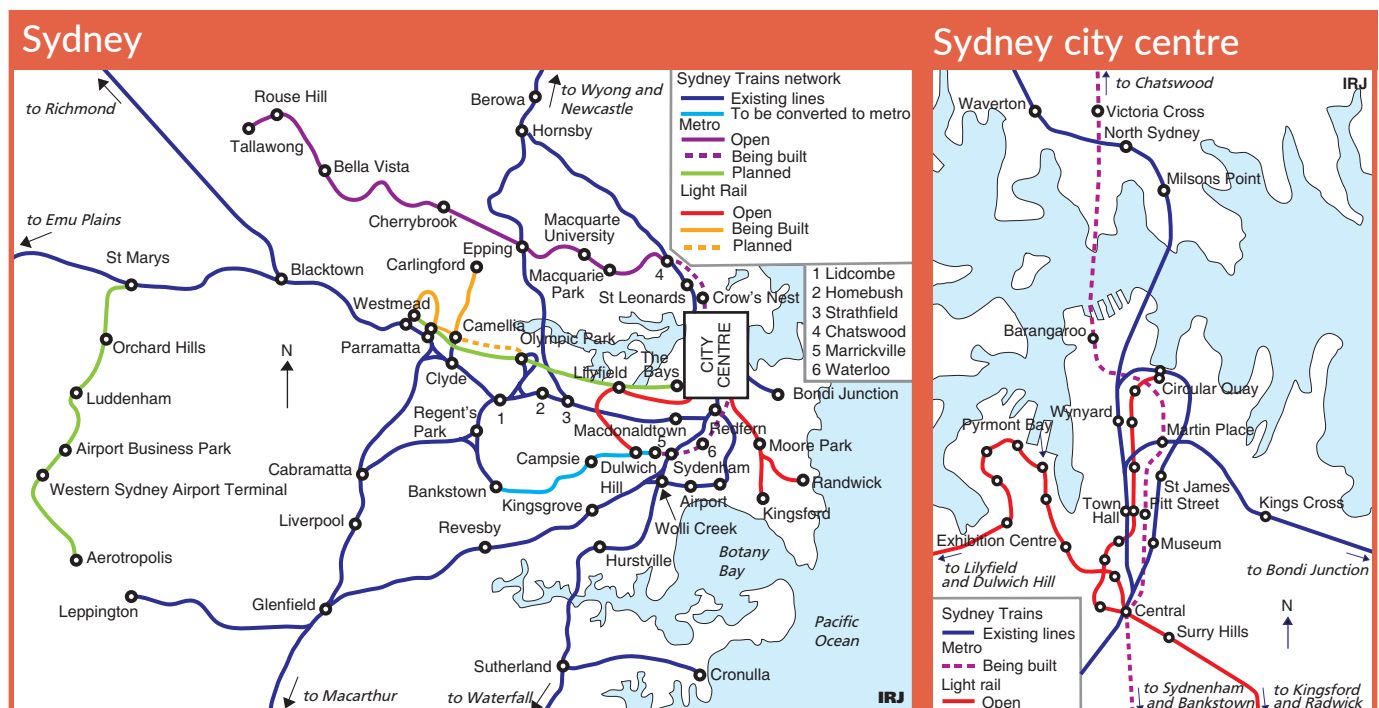 Sydney
to Richmond
Rouse Hill
Tallawong
Bella Vista
Cherrybrook
Berowa
to Wyong and
Newcastle
Hornsby
Sydney Trains network
Existing lines
To be converted to metro
Metro
Open
Being built
Planned
Light Rail
Open
Being Built
Planned
1 Lidcombe
2 Homebush
3 Strathfield
4 Chatswood
5 Marrickville
6 Waterloo
to Emu Plains
St Marys
Blacktown
Epping
Carlingford
Macquarte
University
Macquarie
Park
4
St Leonards
Crow's Nest
Westmead
Parramatta
Camellia
Olympic Park
Clyde
Lilyfield
The
Bays
CITY
CENTRE
Bondi Junction
N
Orchard Hills
Luddenham
Airport Business Park
Western Sydney Airport Terminal
Aerotropolis
Regent's
Park
1
2
3
Macdonaldtown
Redfern
Moore Park
Cabramatta
Campsie
Dulwich
Hill
5
6
Sydenham
Bankstown
Airport
Randwick
Kingsford
Kingsgrove
Liverpool
Revesby
Wolli Creek
Hurstville
Botany
Bay
Leppington
Glenfield
Pacific
Ocean
Sutherland
Cronulla
to Macarthur
to Waterfall
IRJ
Sydney city centre
to Chatswood
IRJ
Waverton
Victoria Cross
North Sydney
Milsons Point
Barangaroo
Circular Quay
Wynyard
Pyrmont Bay
Martin Place
St James
Town
Hall
Pitt Street
Kings Cross
Exhibition Centre
Museum
to Lilyfield
and Dulwich Hill
to Bondi Junction
Central
N
Surry Hills
Sydney Trains
Existing lines
Metro
Being built
Light rail
Open
to Sydnenham
and Bankstown
to Kingsford
and Radwick